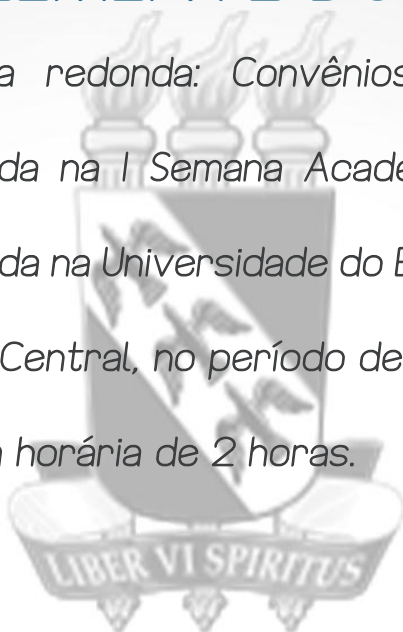 a redonda: Convênios
da na I Semana Acadê
da na Universidade do E
Central, no período de
horária de 2 horas.
LIBER VI SPIRITUS